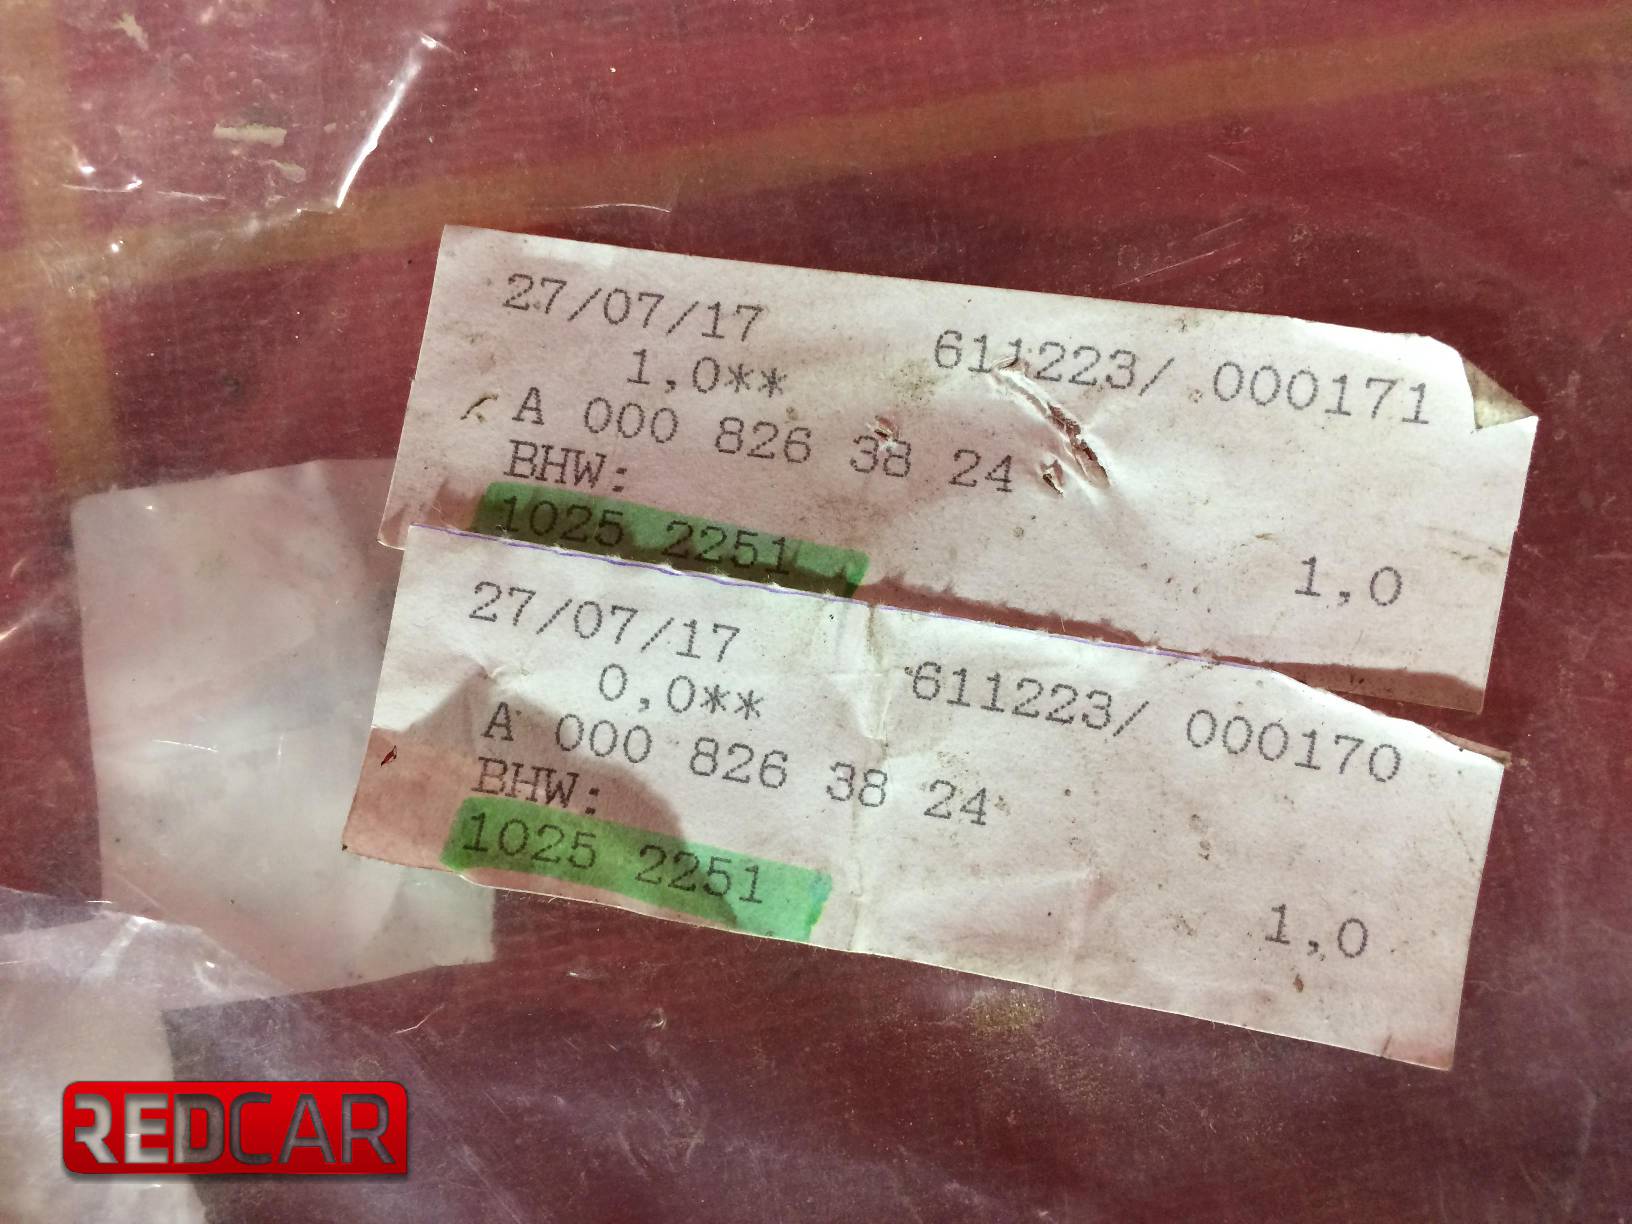 27/07/17 611223/ 000171
1,0**
A 000 826 38 24
BHW:
1025 2251
1,0
27/07/17 611223/ 000170
0,0**
A 000 826 38 24
BHW:
1025 2251
1,0
REDCAR